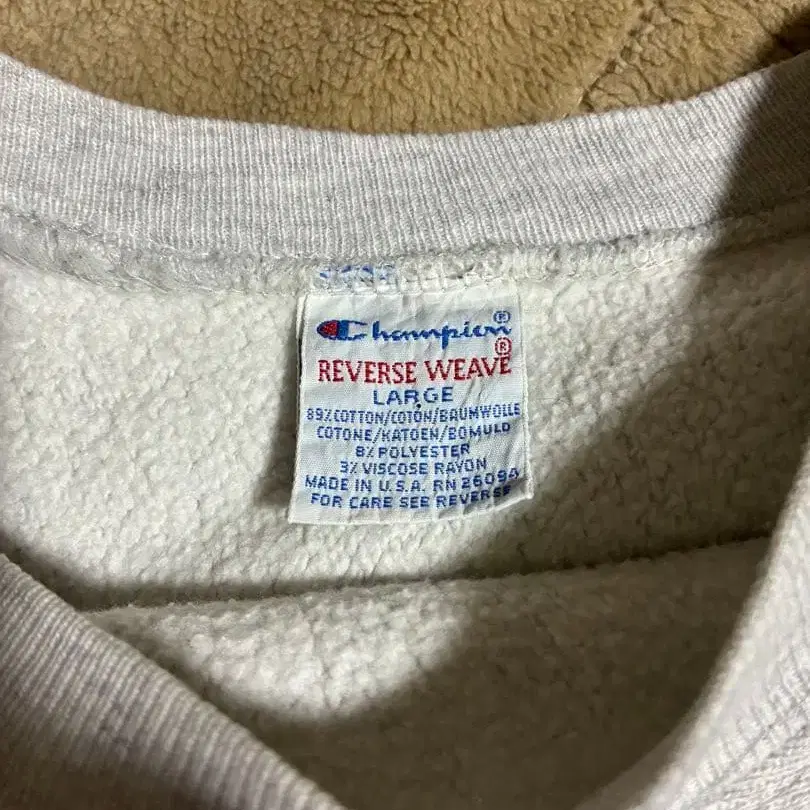 Champion®
REVERSE WEAVE®
LARGE
89% COTTON/COTON/BAUMWOLLE
COTONE/KATOEN/BOMULD
8% POLYESTER
3% VISCOSE RAYON
MADE IN U.S.A. RN 26094
FOR CARE SEE REVERSE